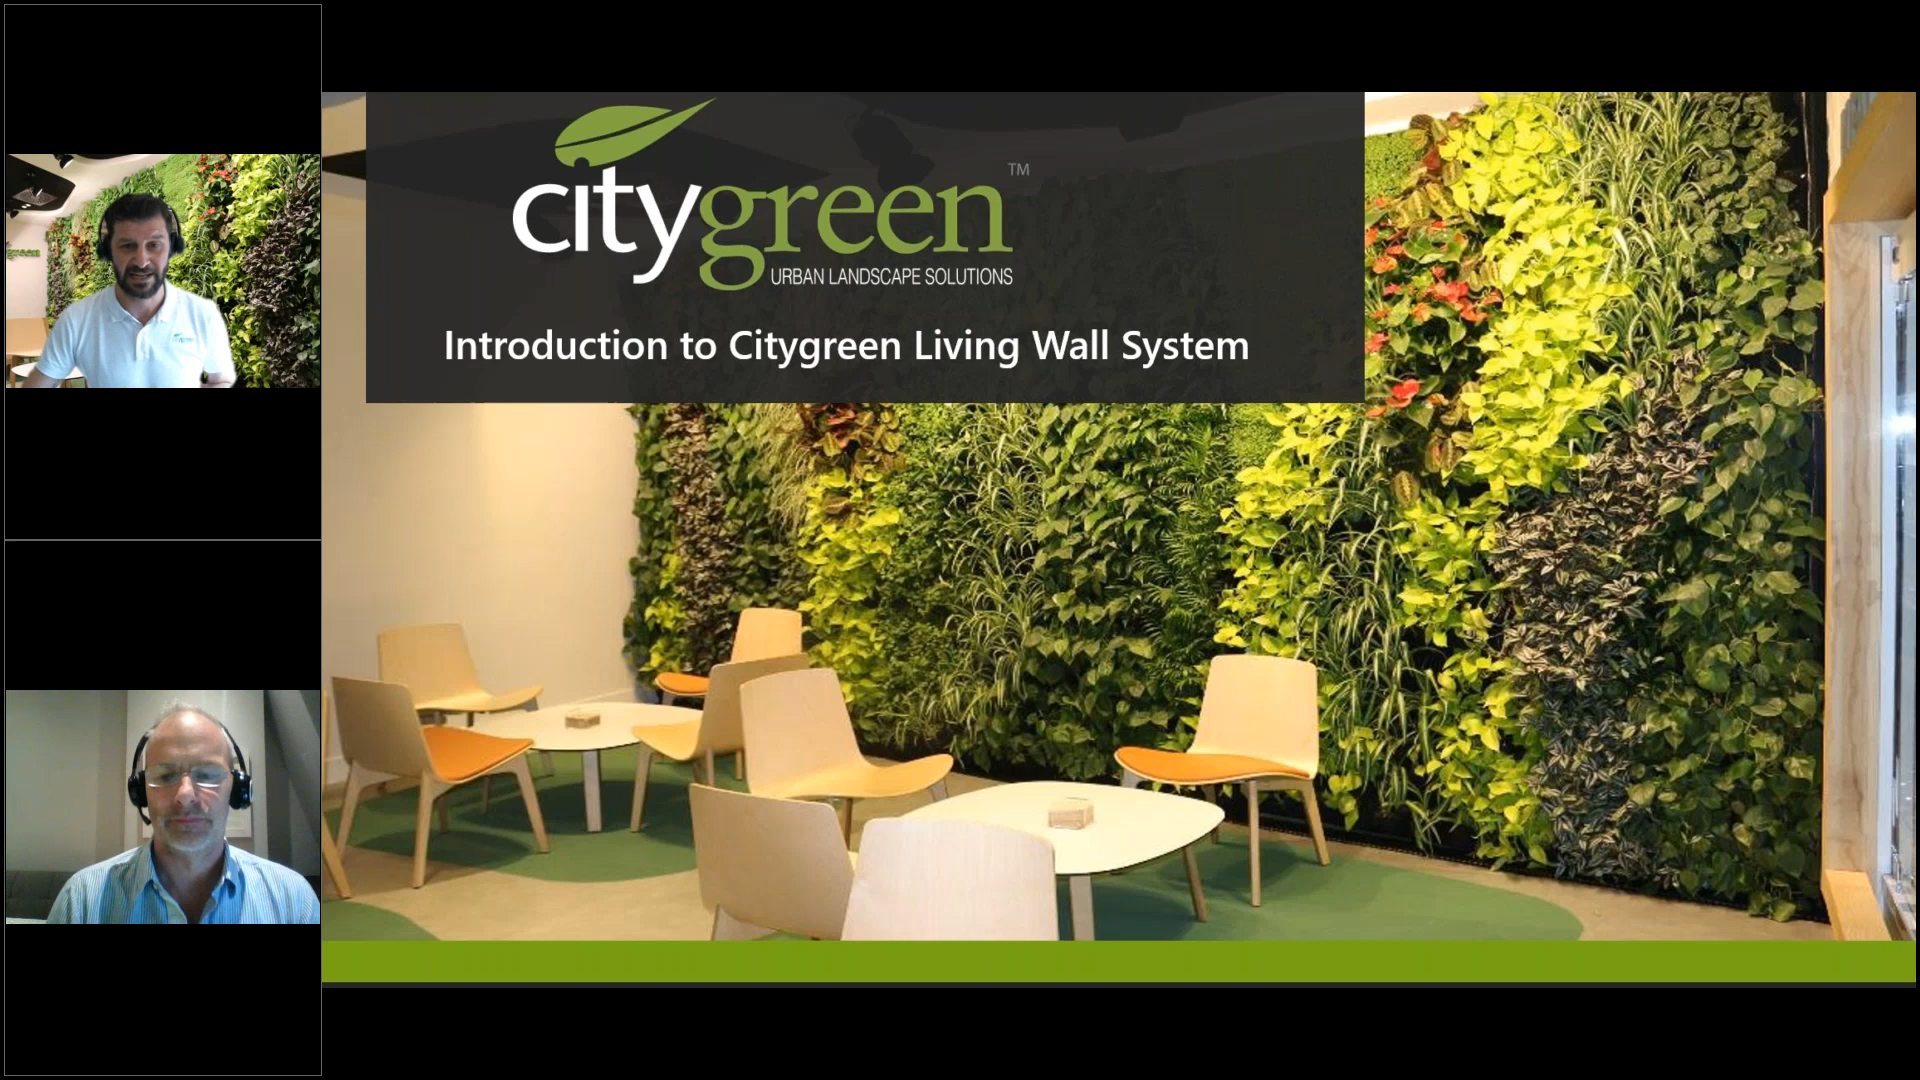 citygreen™
URBAN LANDSCAPE SOLUTIONS
Introduction to Citygreen Living Wall System